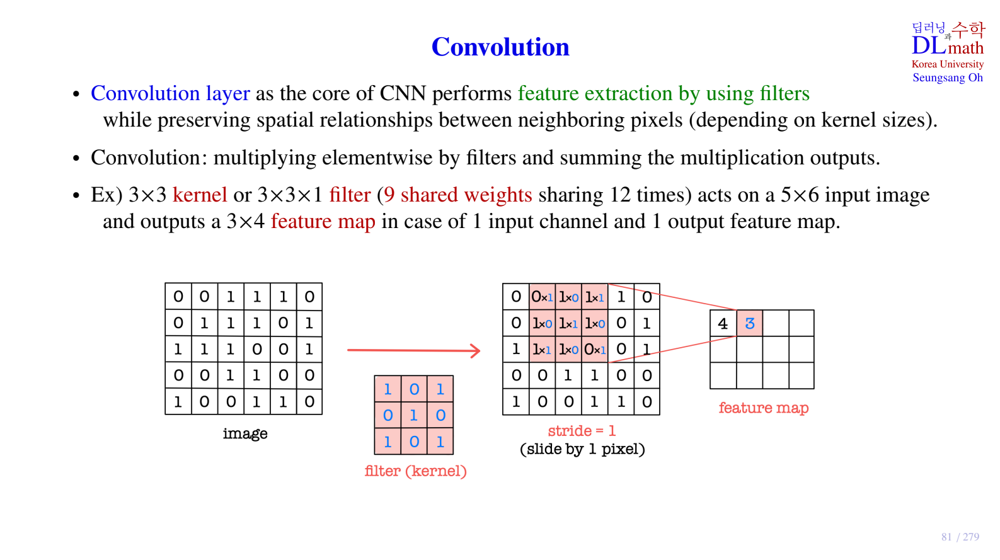 Convolution
딥러닝과 수학
DL math
Korea University
Seungsang Oh
• Convolution layer as the core of CNN performs feature extraction by using filters
while preserving spatial relationships between neighboring pixels (depending on kernel sizes).
• Convolution: multiplying elementwise by filters and summing the multiplication outputs.
• Ex) 3×3 kernel or 3×3×1 filter (9 shared weights sharing 12 times) acts on a 5×6 input image
and outputs a 3×4 feature map in case of 1 input channel and 1 output feature map.
0 0 1 1 1 0
0 1 1 1 0 1
1 1 1 0 0 1
0 0 1 1 0 0
1 0 0 1 1 0
image
1 0 1
0 1 0
1 0 1
filter (kernel)
0 0×1 1×0 1×1 1 0
0 1×0 1×1 1×0 0 1
1 1×1 1×0 0×1 0 1
0 0 1 1 0 0
1 0 0 1 1 0
stride = 1
(slide by 1 pixel)
4 3
feature map
81 / 279